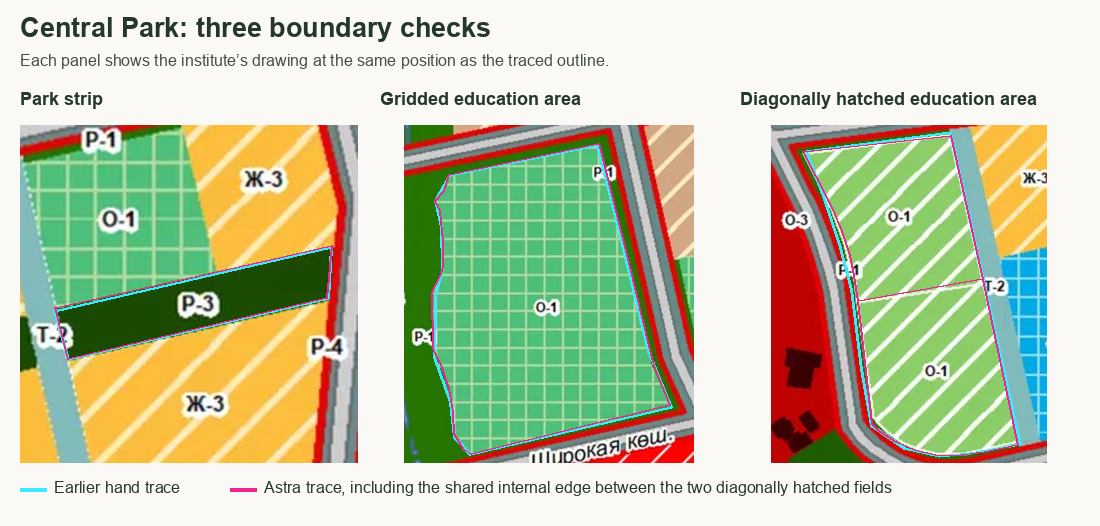 Central Park: three boundary checks
Each panel shows the institute’s drawing at the same position as the traced outline.
Park strip
Gridded education area
Diagonally hatched education area
Р-1
Ж-3
О-1
Р-3
Т-2
Р-4
Ж-3
Р-1
О-1
Р-1
Широкая көш.
Ж-3
О-1
О-3
Р-1
Т-2
О-1
Earlier hand trace
Astra trace, including the shared internal edge between the two diagonally hatched fields